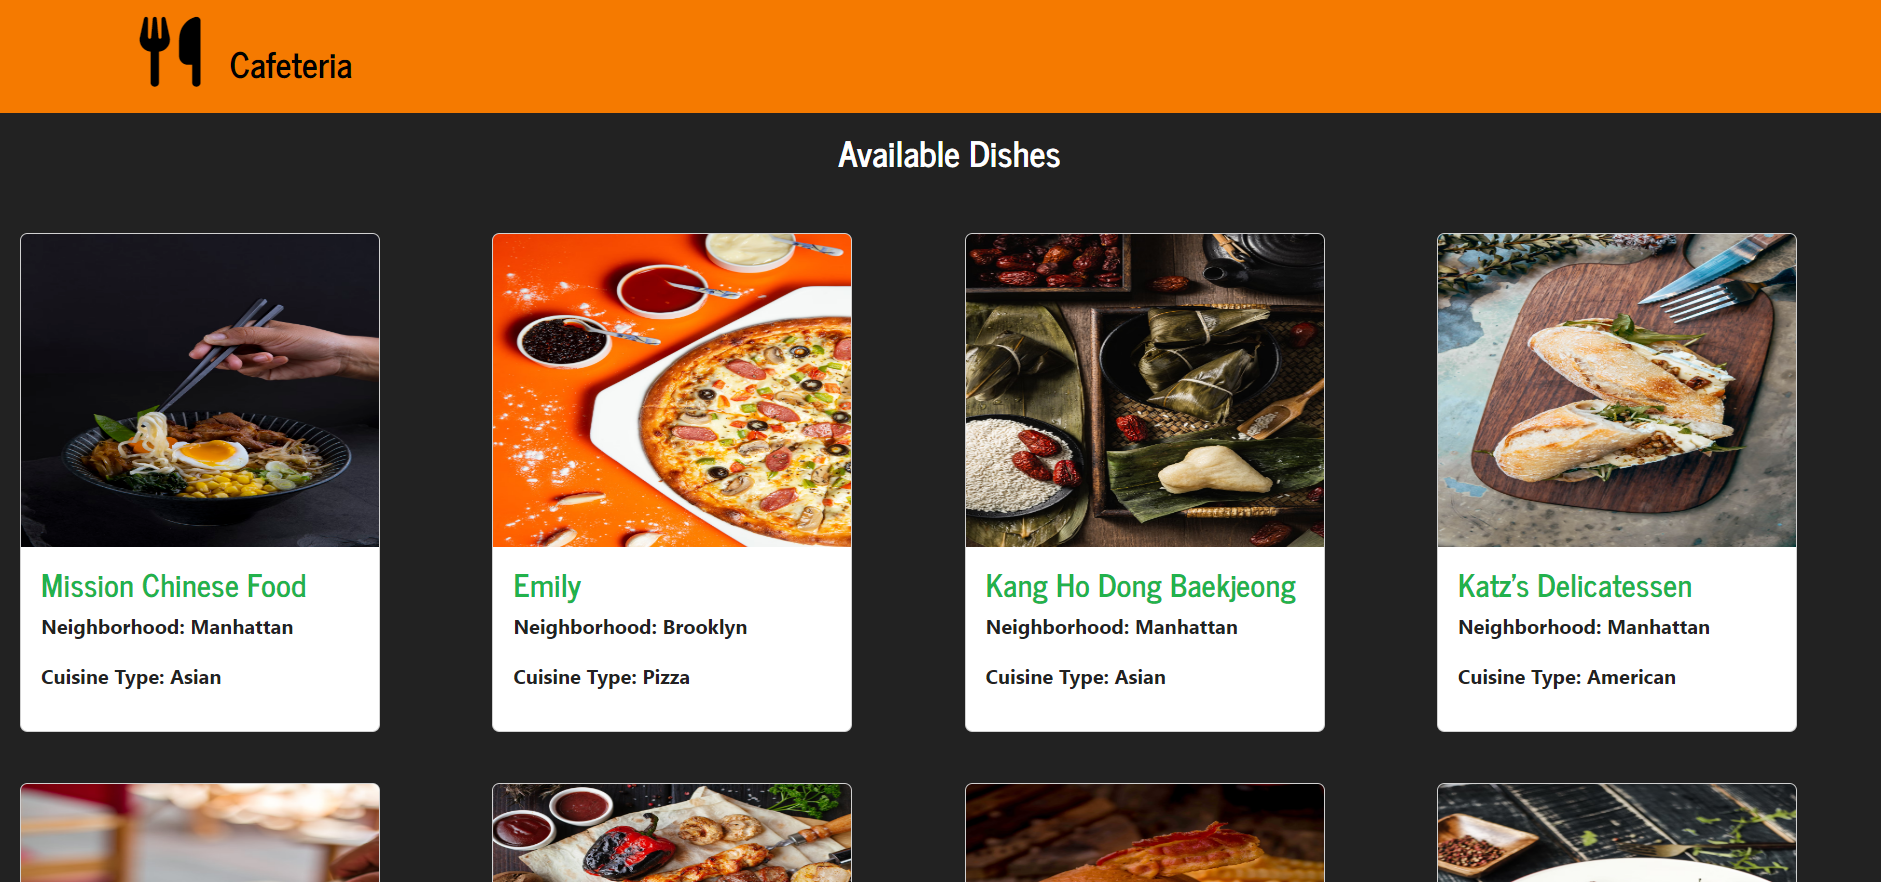 Cafeteria
Available Dishes
Mission Chinese Food
Neighborhood: Manhattan
Cuisine Type: Asian
Emily
Neighborhood: Brooklyn
Cuisine Type: Pizza
Kang Ho Dong Baekjeong
Neighborhood: Manhattan
Cuisine Type: Asian
Katz's Delicatessen
Neighborhood: Manhattan
Cuisine Type: American